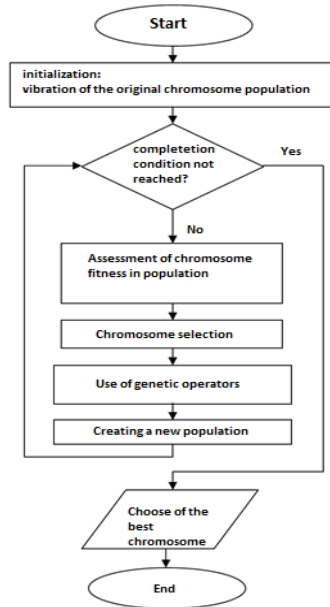 Start
initialization:
vibration of the original chromosome population
completetion
condition not
reached?
Yes
No
Assessment of chromosome
fitness in population
Chromosome selection
Use of genetic operators
Creating a new population
Choose of the
best
chromosome
End